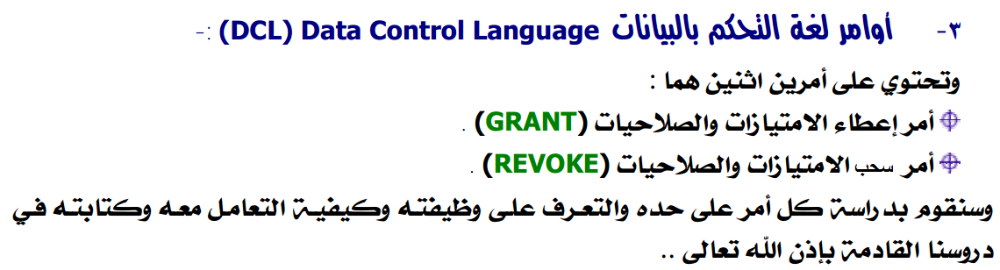 ٣- أوامر لغة التحكم بالبيانات Data Control Language (DCL) :-
وتحتوي على أمرين اثنين هما :
أمر إعطاء الامتيازات والصلاحيات (GRANT) .
أمر سحب الامتيازات والصلاحيات (REVOKE) .
وسنقوم بدراسة كل أمر على حده والتعرف على وظيفته وكيفية التعامل معه وكتابته في
دروسنا القادمة بإذن الله تعالى ..